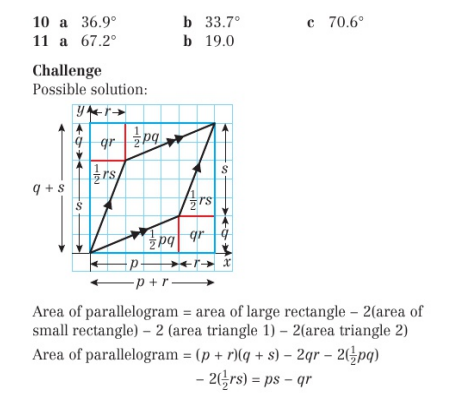 10 a 36.9° b 33.7° c 70.6°
11 a 67.2° b 19.0
Challenge
Possible solution:
y r
q qr ½pq
½rs s
q + s s ½rs
½pq qr q
p r x
p + r
Area of parallelogram = area of large rectangle – 2(area of
small rectangle) – 2 (area triangle 1) – 2(area triangle 2)
Area of parallelogram = (p + r)(q + s) – 2qr – 2(½pq)
– 2(½rs) = ps – qr